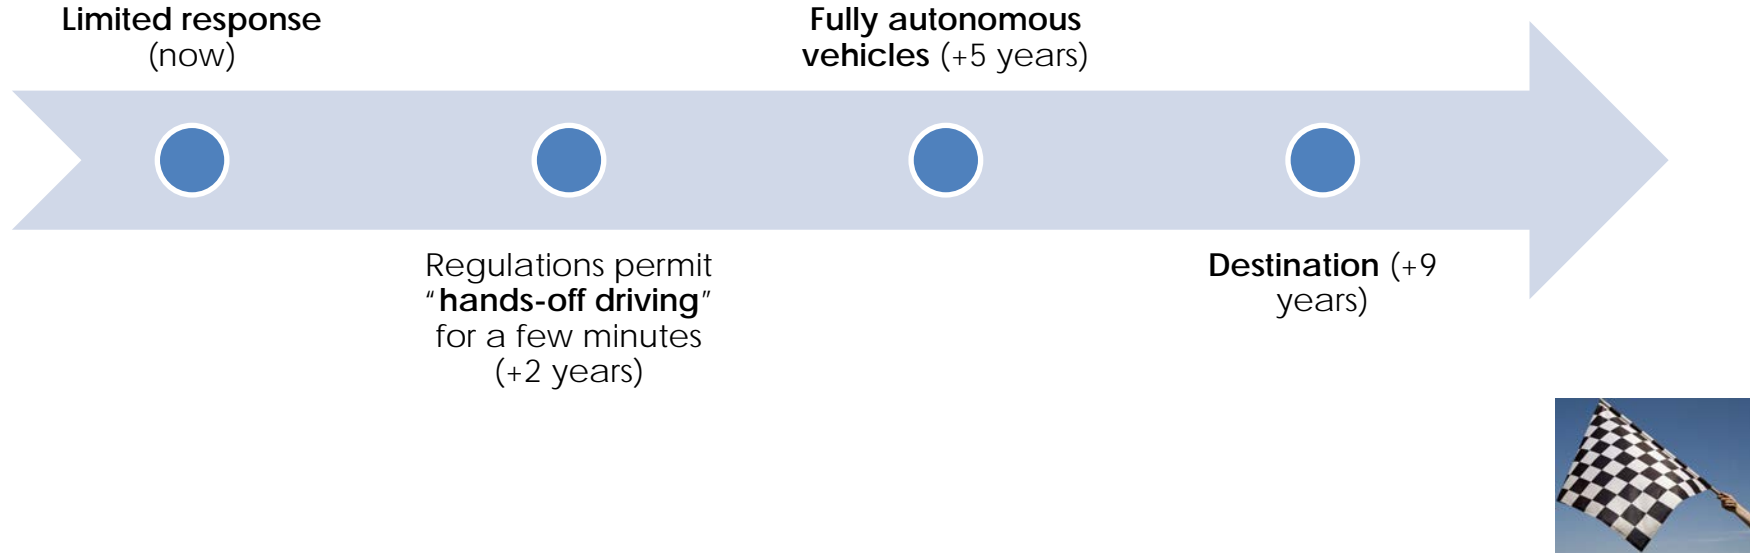 Limited response
(now)
Regulations permit
“hands-off driving”
for a few minutes
(+2 years)
Fully autonomous
vehicles (+5 years)
Destination (+9
years)